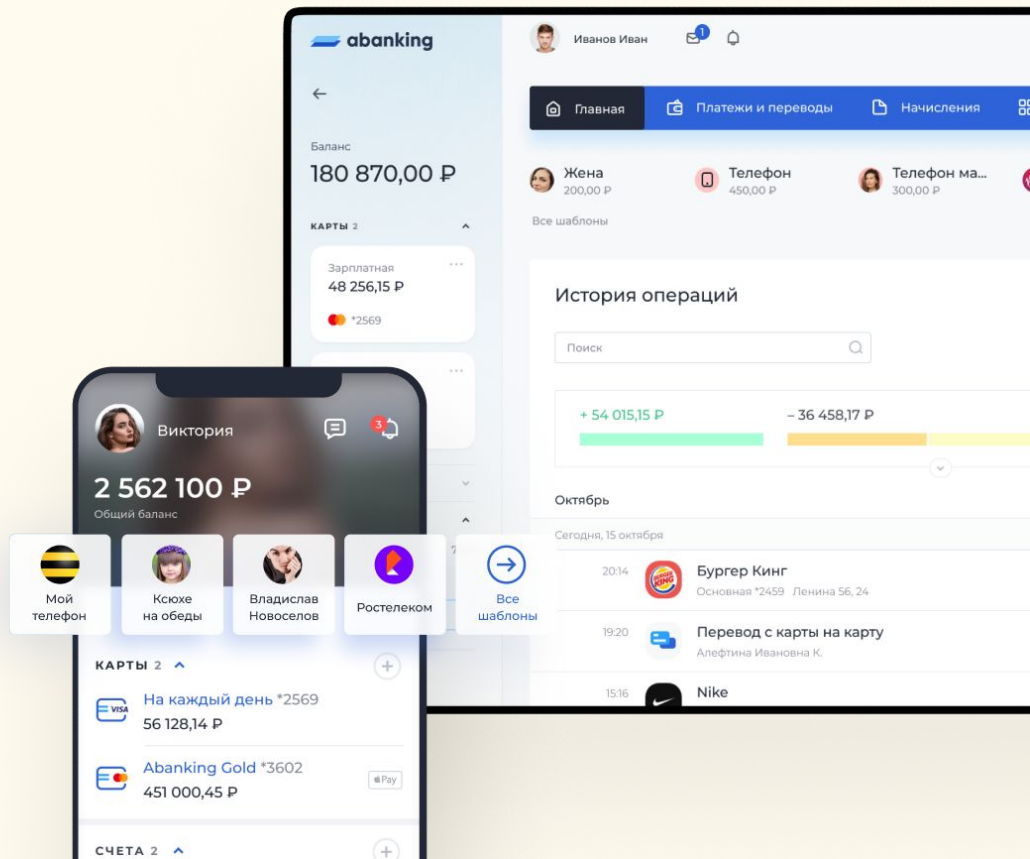 abanking
Иванов Иван
1
Главная
Платежи и переводы
Начисления
Баланс
180 870,00 ₽
КАРТЫ 2
Зарплатная
48 256,15 ₽
*2569
Жена
200,00 ₽
Телефон
450,00 ₽
Телефон ма...
300,00 ₽
Все шаблоны
История операций
Поиск
+ 54 015,15 ₽
– 36 458,17 ₽
Октябрь
Сегодня, 15 октября
20:14
Бургер Кинг
Основная *2459 Ленина 56, 24
19:20
Перевод с карты на карту
Алефтина Ивановна К.
15:16
Nike
Виктория
3
2 562 100 ₽
Общий баланс
Мой
телефон
Ксюхе
на обеды
Владислав
Новоселов
Ростелеком
Все
шаблоны
КАРТЫ 2
VISA
На каждый день *2569
56 128,14 ₽
Abanking Gold *3602
451 000,45 ₽
Pay
СЧЕТА 2